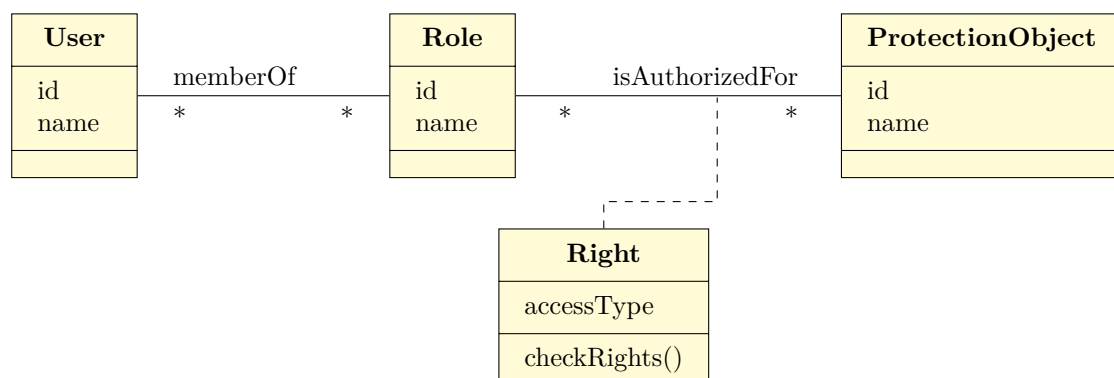 User
id
name
memberOf
*
*
Role
id
name
isAuthorizedFor
*
*
ProtectionObject
id
name
Right
accessType
checkRights()